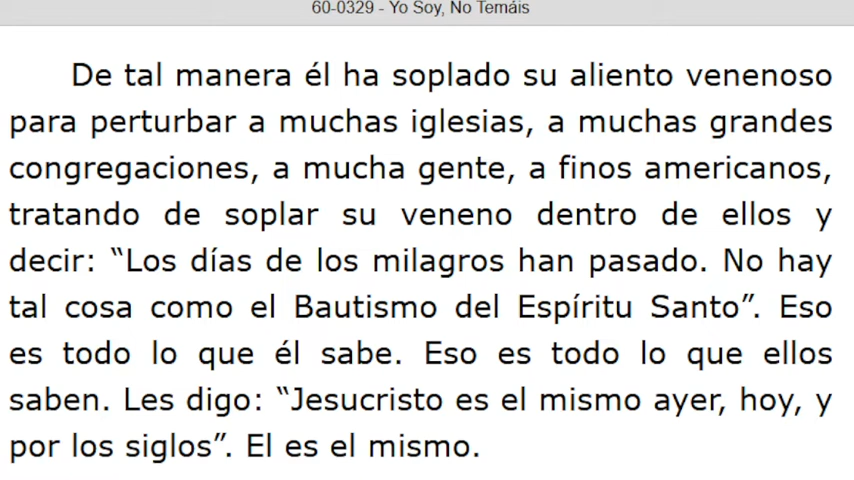 60-0329 - Yo Soy, No Temáis
De tal manera él ha soplado su aliento venenoso
para perturbar a muchas iglesias, a muchas grandes
congregaciones, a mucha gente, a finos americanos,
tratando de soplar su veneno dentro de ellos y
decir: “Los días de los milagros han pasado. No hay
tal cosa como el Bautismo del Espíritu Santo”. Eso
es todo lo que él sabe. Eso es todo lo que ellos
saben. Les digo: “Jesucristo es el mismo ayer, hoy, y
por los siglos”. El es el mismo.